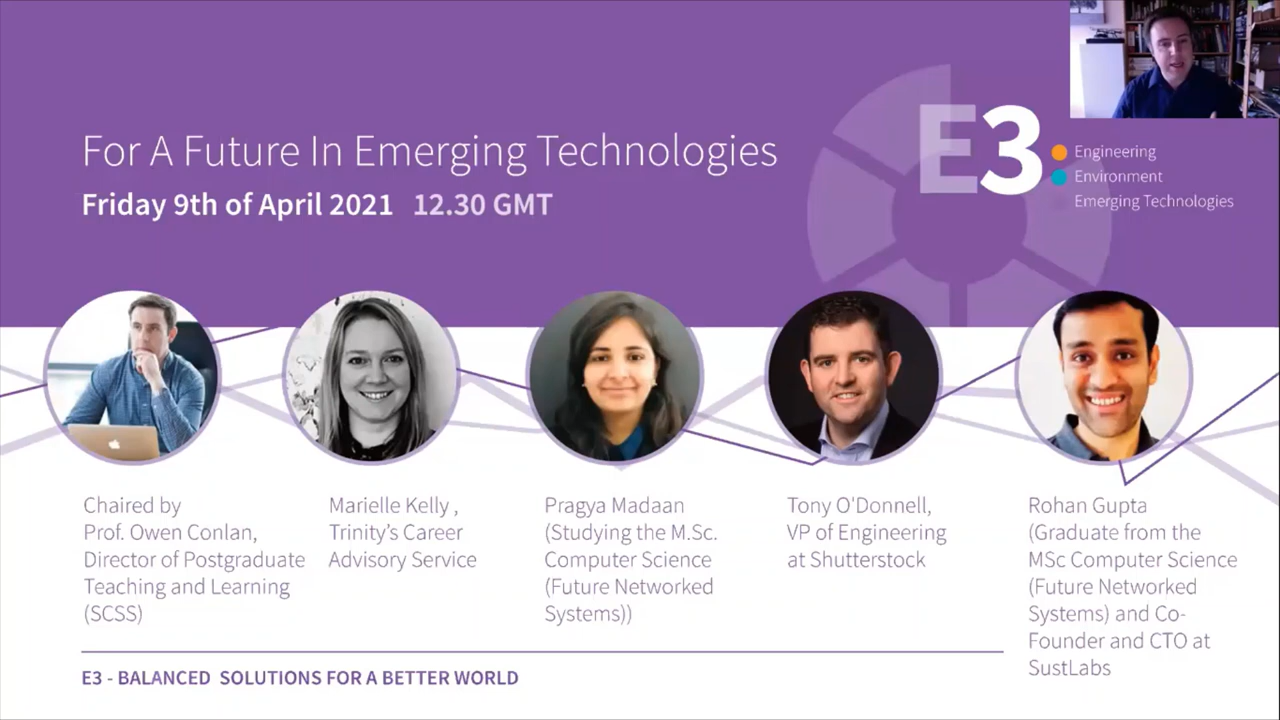 For A Future In Emerging Technologies
Friday 9th of April 2021 12.30 GMT
E3
Engineering
Environment
Emerging Technologies
Chaired by
Prof. Owen Conlan,
Director of Postgraduate
Teaching and Learning
(SCSS)
Marielle Kelly ,
Trinity's Career
Advisory Service
Pragya Madaan
(Studying the M.Sc.
Computer Science
(Future Networked
Systems))
Tony O'Donnell,
VP of Engineering
at Shutterstock
Rohan Gupta
(Graduate from the
MSc Computer Science
(Future Networked
Systems) and Co-
Founder and CTO at
SustLabs
E3 - BALANCED SOLUTIONS FOR A BETTER WORLD